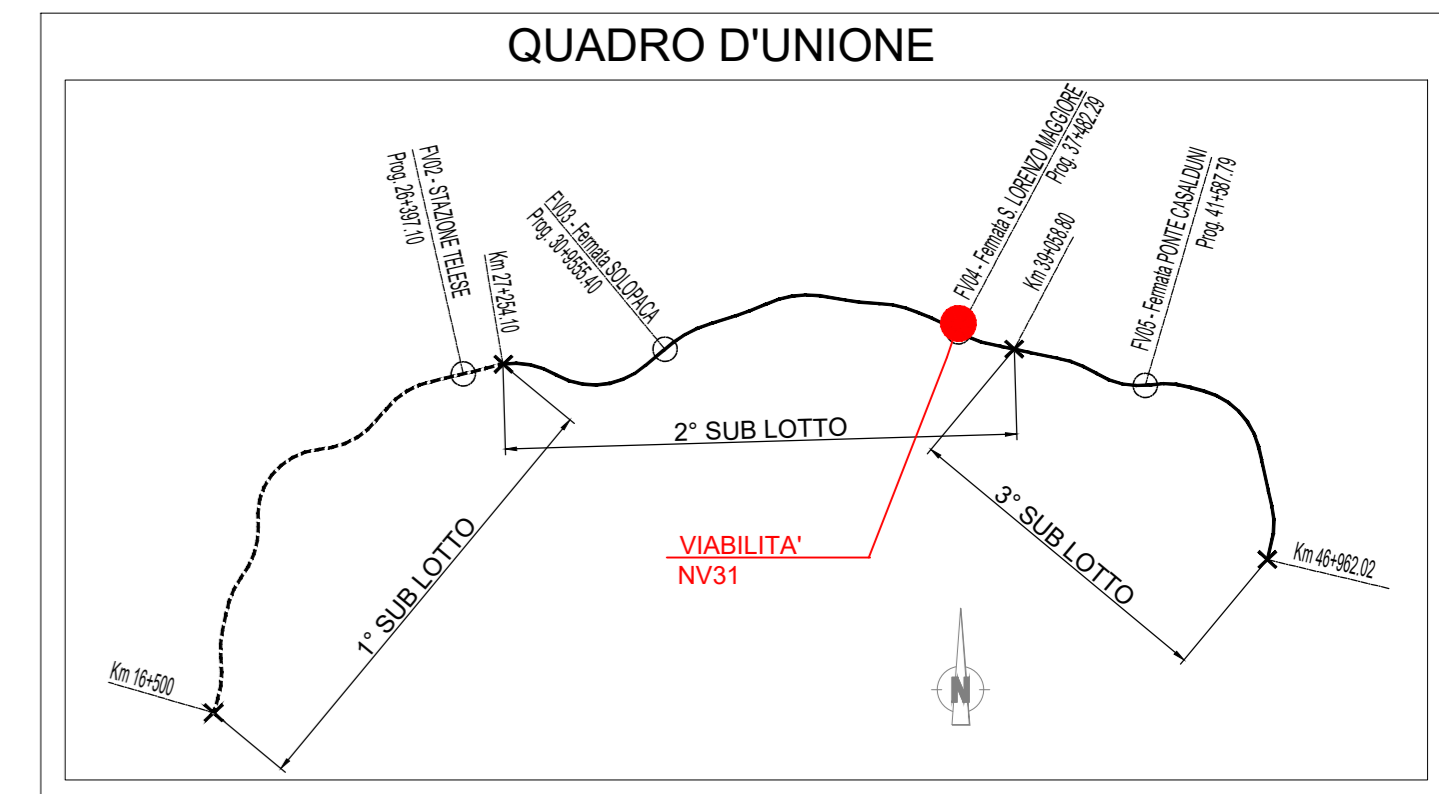 QUADRO D'UNIONE
FV02 - STAZIONE TELESE
Prog. 26+397.10
Km 27+254.10
FV03 - Fermata SOLOPACA
Prog. 30+9555.40
FV04 - Fermata S. LORENZO MAGGIORE
Prog. 37+482.29
Km 39+058.80
FV05 - Fermata PONTE CASALDUNI
Prog. 41+587.79
2° SUB LOTTO
1° SUB LOTTO
3° SUB LOTTO
VIABILITA'
NV31
Km 46+962.02
Km 16+500
N